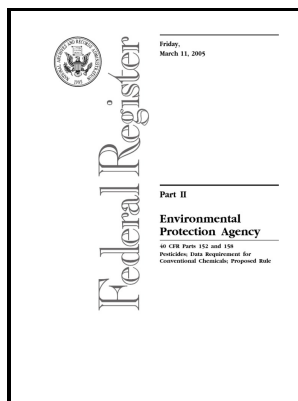 Friday,
March 11, 2005
Federal Register
Part II
Environmental
Protection Agency
40 CFR Parts 152 and 158
Pesticides; Data Requirement for
Conventional Chemicals; Proposed Rule